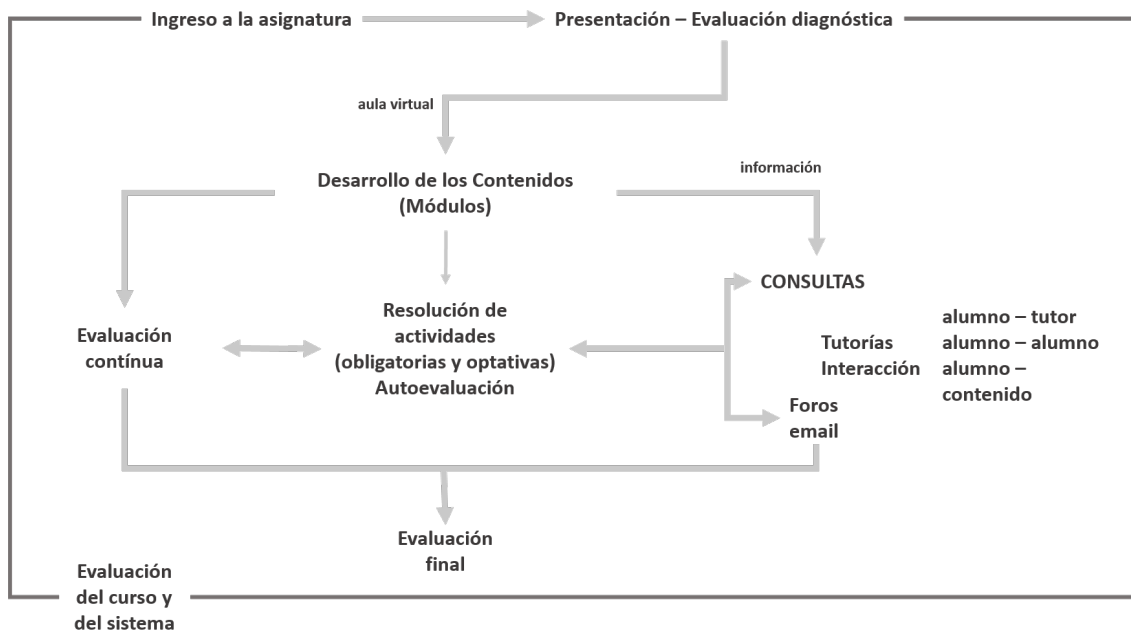 Ingreso a la asignatura
Presentación – Evaluación diagnóstica
aula virtual
información
Desarrollo de los Contenidos
(Módulos)
CONSULTAS
Evaluación
contínua
Resolución de
actividades
(obligatorias y optativas)
Autoevaluación
Tutorías
Interacción
alumno – tutor
alumno – alumno
alumno –
contenido
Foros
email
Evaluación
final
Evaluación
del curso y
del sistema